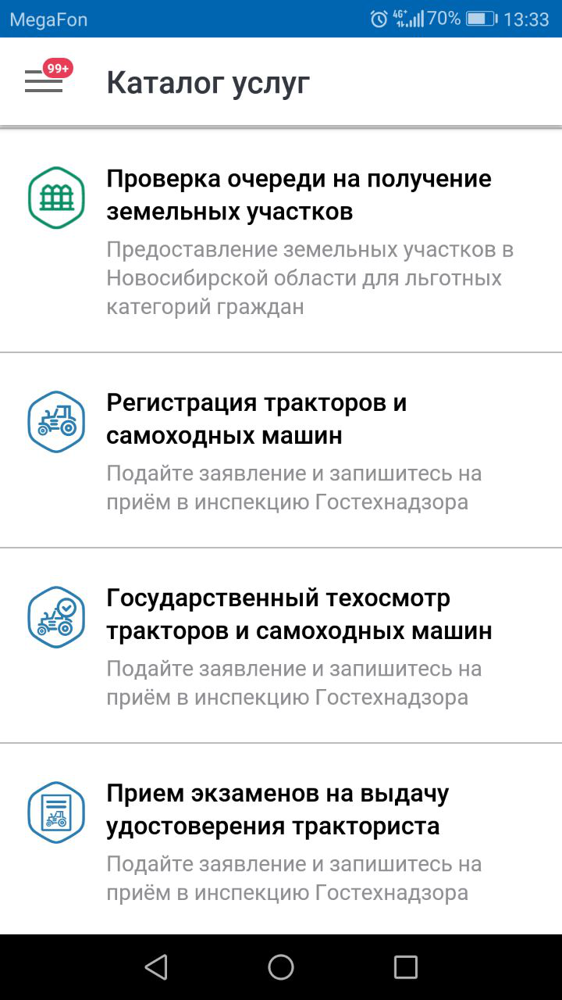 MegaFon 4G+ 70% 13:33
99+
Каталог услуг
Проверка очереди на получение
земельных участков
Предоставление земельных участков в
Новосибирской области для льготных
категорий граждан
Регистрация тракторов и
самоходных машин
Подайте заявление и запишитесь на
приём в инспекцию Гостехнадзора
Государственный техосмотр
тракторов и самоходных машин
Подайте заявление и запишитесь на
приём в инспекцию Гостехнадзора
Прием экзаменов на выдачу
удостоверения тракториста
Подайте заявление и запишитесь на
приём в инспекцию Гостехнадзора